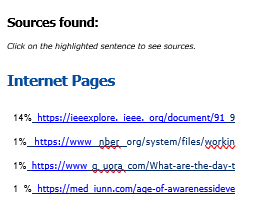 Sources found:
Click on the highlighted sentence to see sources.
Internet Pages
14% https://ieeexplore. ieee. org/document/91 9
1% https://www nber org/system/files/workin
1% https://www q uora com/What-are-the-day-t
1 % https://med iunn.com/age-of-awarenessideve